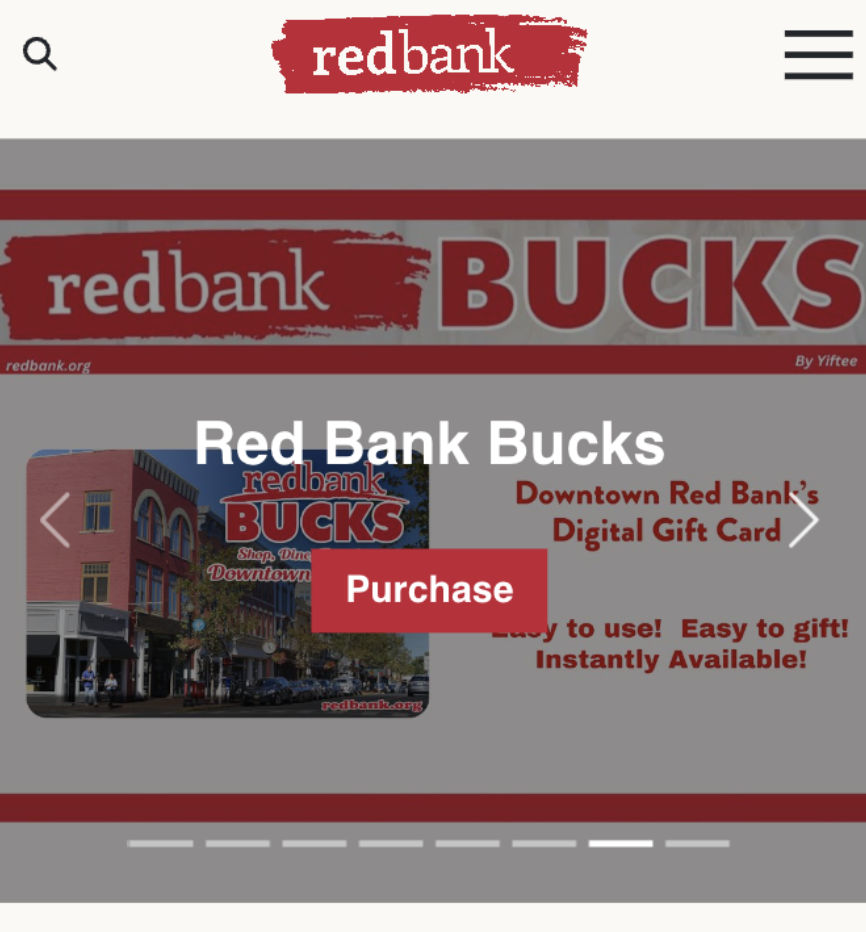 redbank
redbank BUCKS
redbank.org
By Yiftee
Red Bank Bucks
redbank
BUCKS
Shop, Dine
Downtown
Downtown Red Bank's
Digital Gift Card
Purchase
Easy to use! Easy to gift!
Instantly Available!
redbank.org